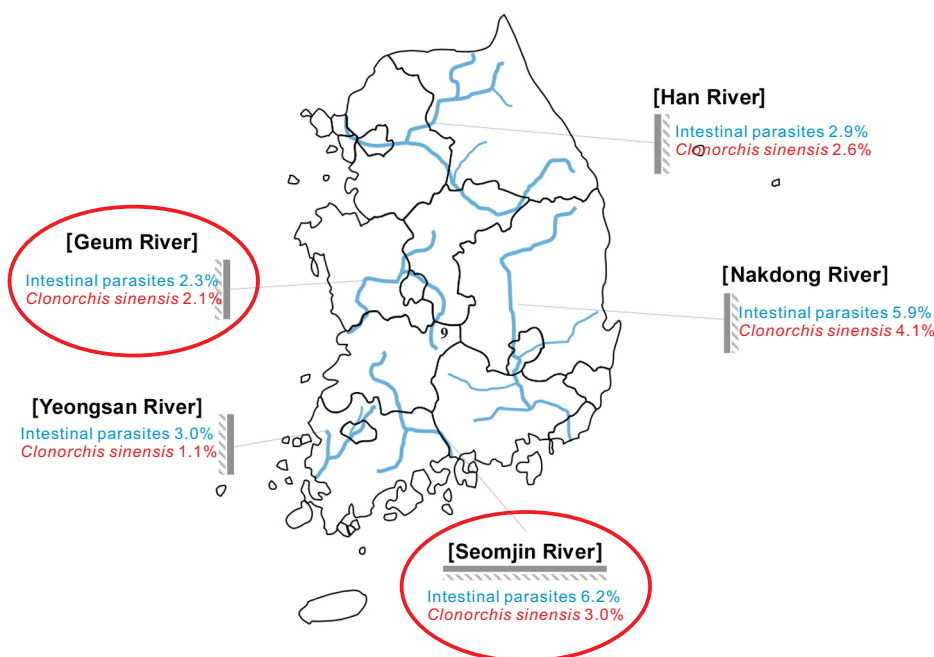 [Han River]
Intestinal parasites 2.9%
Clonorchis sinensis 2.6%
[Geum River]
Intestinal parasites 2.3%
Clonorchis sinensis 2.1%
[Nakdong River]
Intestinal parasites 5.9%
Clonorchis sinensis 4.1%
9
[Yeongsan River]
Intestinal parasites 3.0%
Clonorchis sinensis 1.1%
[Seomjin River]
Intestinal parasites 6.2%
Clonorchis sinensis 3.0%